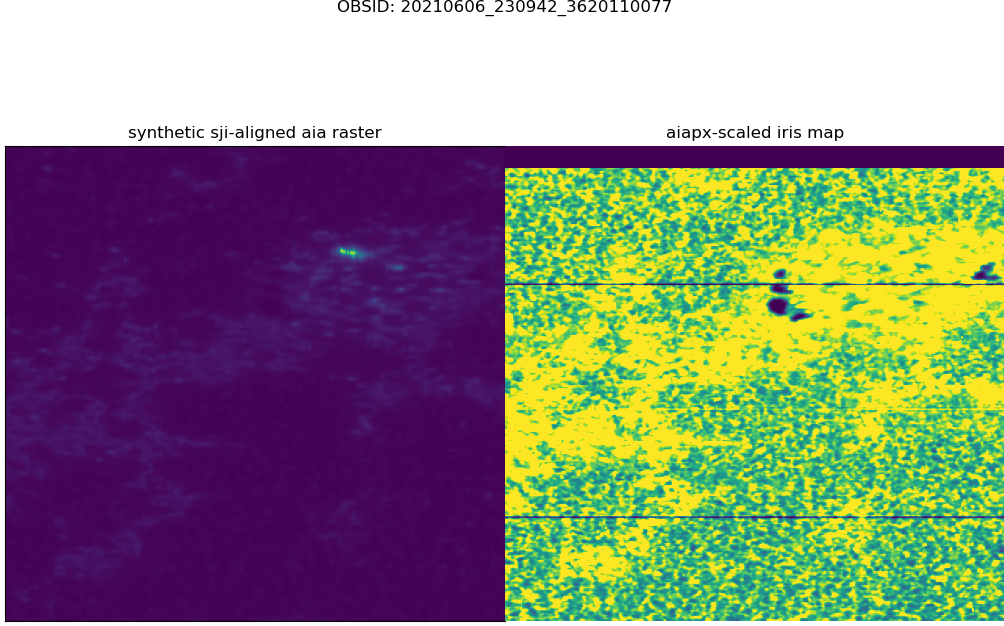 OBSID: 20210606_230942_3620110077
synthetic sji-aligned aia raster
aiapx-scaled iris map